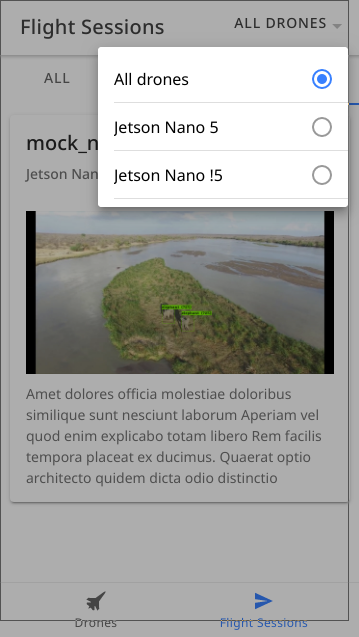 Flight Sessions
ALL DRONES
ALL
All drones
Jetson Nano 5
Jetson Nano !5
mock_n
Jetson Nan
Amet dolores officia molestiae doloribus
similique sunt nesciunt laborum Aperiam vel
quod enim explicabo totam libero Rem facilis
tempora placeat ex ducimus. Quaerat optio
architecto quidem dicta odio distinctio
Drones
Flight Sessions